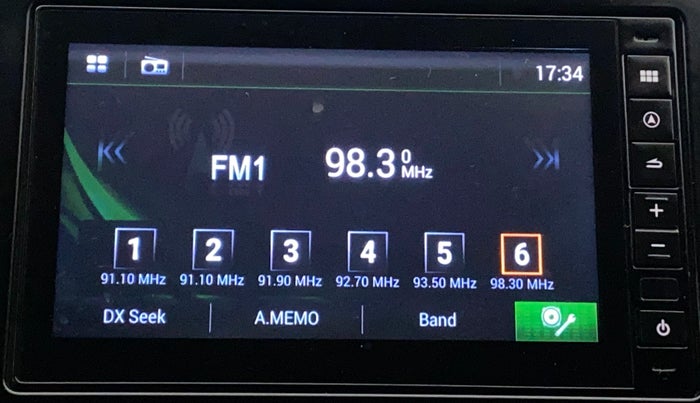 17:34
FM1 98.30 MHz
1 2 3 4 5 6
91.10 MHz 91.10 MHz 91.90 MHz 92.70 MHz 93.50 MHz 98.30 MHz
DX Seek A.MEMO Band